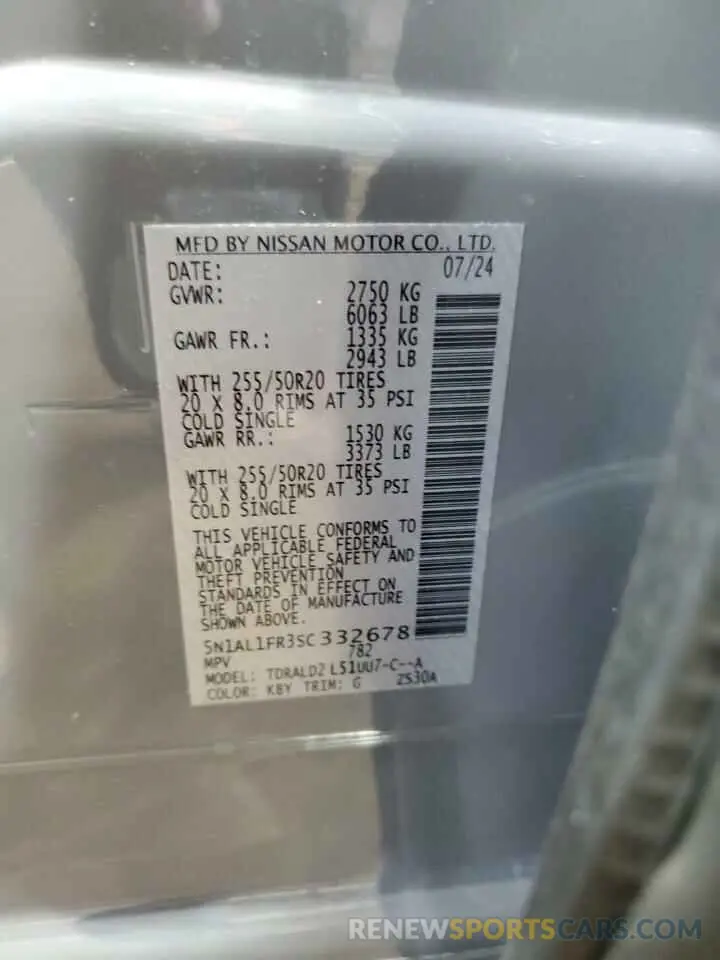 MFD BY NISSAN MOTOR CO., LTD.
DATE: 07/24
GVWR: 2750 KG
6063 LB
GAWR FR.: 1335 KG
2943 LB
WITH 255/50R20 TIRES
20 X 8.0 RIMS AT 35 PSI
COLD SINGLE
GAWR RR.: 1530 KG
3373 LB
WITH 255/50R20 TIRES
20 X 8.0 RIMS AT 35 PSI
COLD SINGLE
THIS VEHICLE CONFORMS TO
ALL APPLICABLE FEDERAL
MOTOR VEHICLE SAFETY AND
THEFT PREVENTION
STANDARDS IN EFFECT ON
THE DATE OF MANUFACTURE
SHOWN ABOVE.
5N1AL1FR3SC332678
MPV 782
MODEL: TDRALD2 L51UU7-C--A
COLOR: KBY TRIM: G 2S30A
RENEWSPORTSCARS.COM